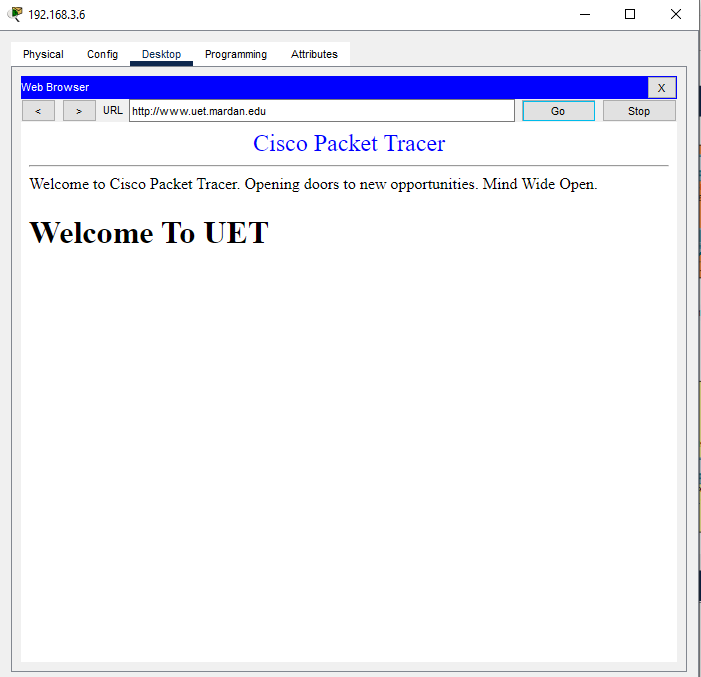 192.168.3.6
Physical Config Desktop Programming Attributes
Web Browser X
< > URL http://www.uet.mardan.edu Go Stop
Cisco Packet Tracer
Welcome to Cisco Packet Tracer. Opening doors to new opportunities. Mind Wide Open.
Welcome To UET